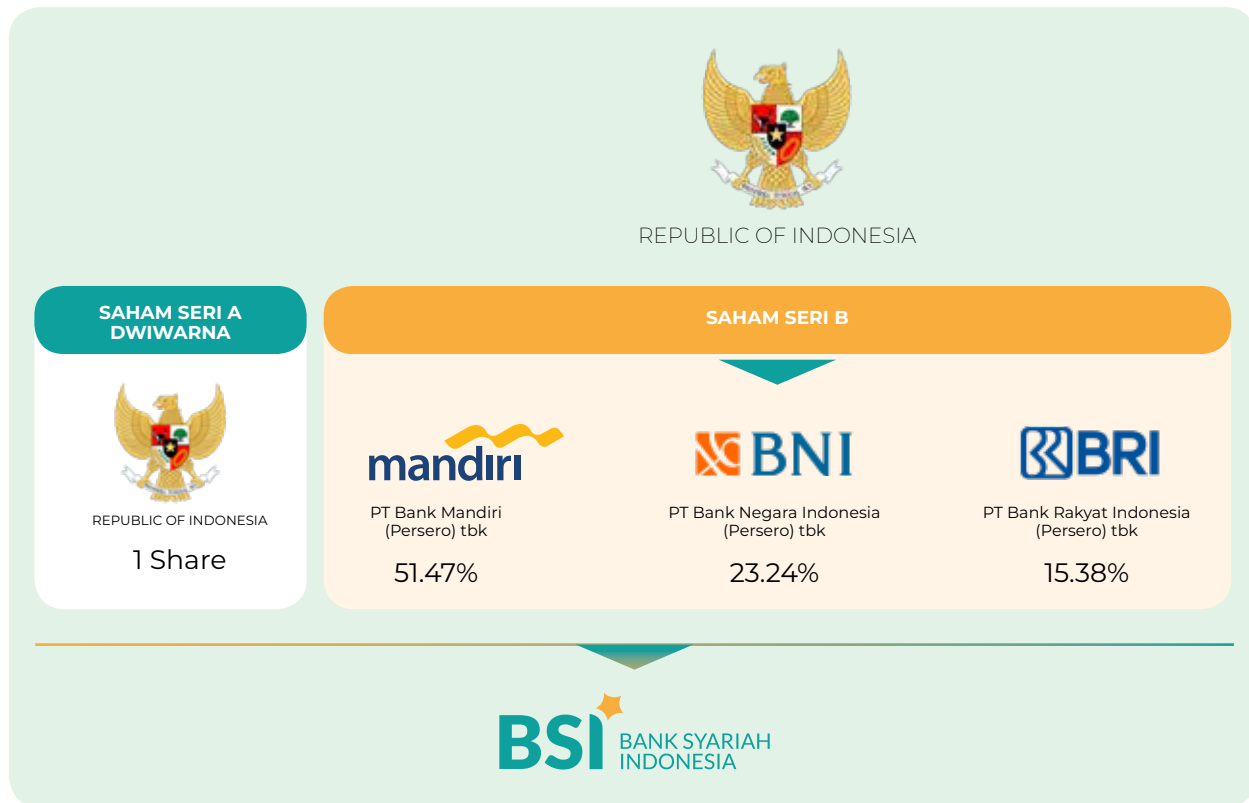 REPUBLIC OF INDONESIA
SAHAM SERI A
DWIWARNA
REPUBLIC OF INDONESIA
1 Share
SAHAM SERI B
mandırı
PT Bank Mandiri
(Persero) tbk
51.47%
BNI
PT Bank Negara Indonesia
(Persero) tbk
23.24%
BRI
PT Bank Rakyat Indonesia
(Persero) tbk
15.38%
BSI BANK SYARIAH
INDONESIA